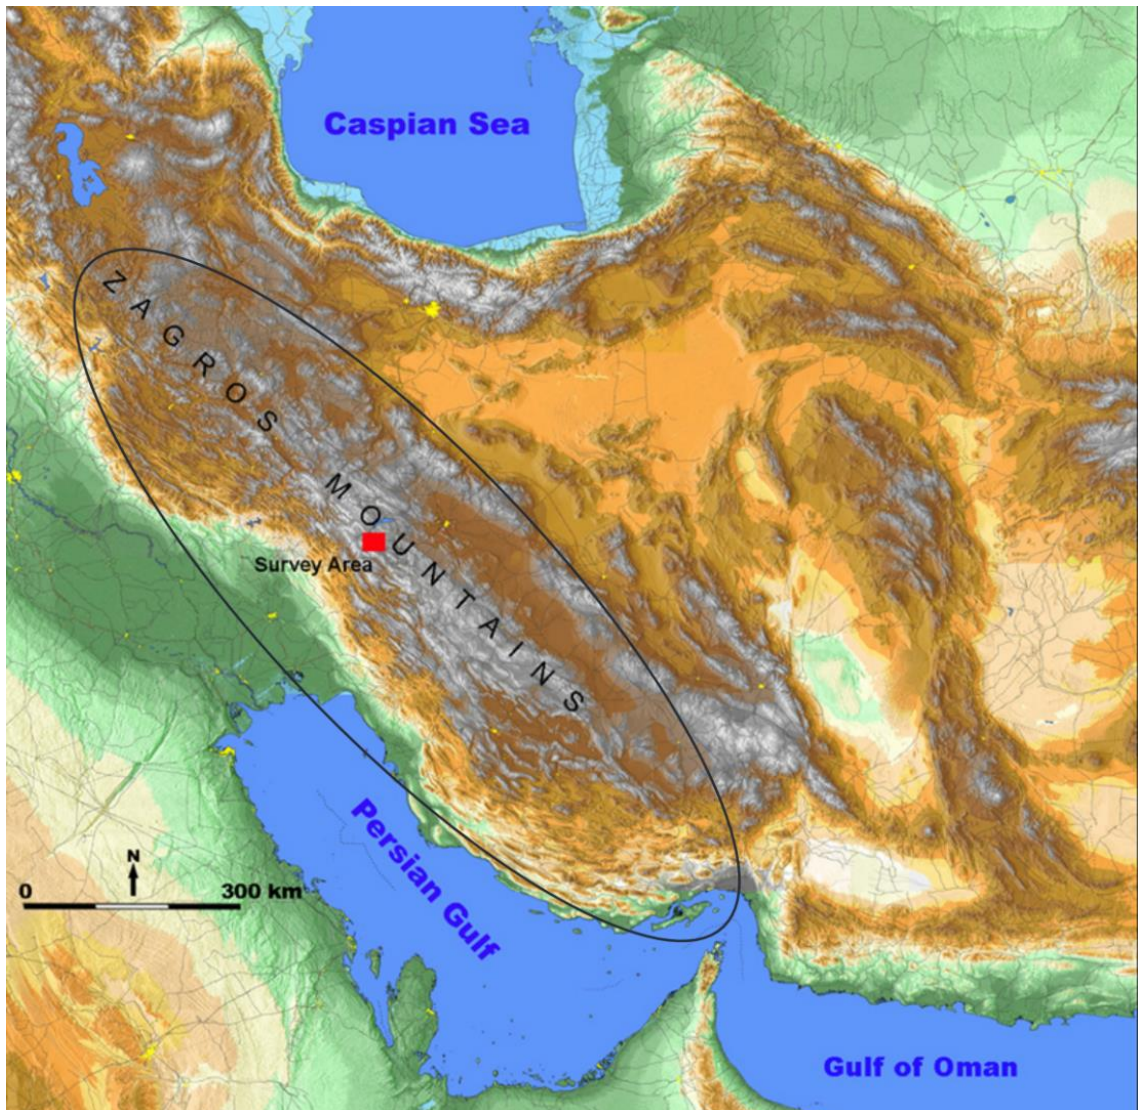 Caspian Sea
ZAGROS MOUNTAINS
Survey Area
Persian Gulf
N
0 300 km
Gulf of Oman